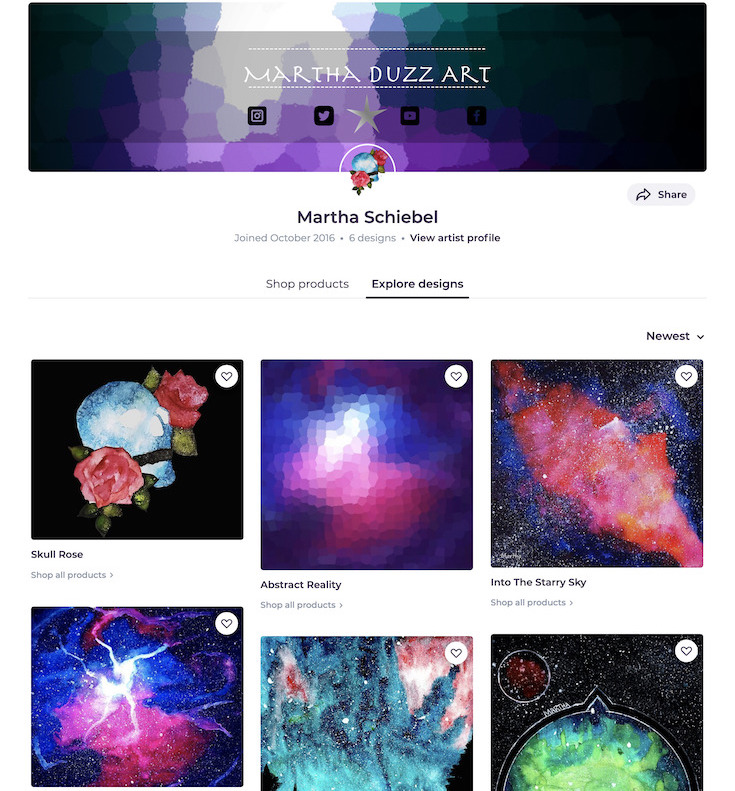 MARTHA DUZZ ART
Share
Martha Schiebel
Joined October 2016 • 6 designs • View artist profile
Shop products
Explore designs
Newest
Skull Rose
Shop all products >
Abstract Reality
Shop all products >
Into The Starry Sky
Shop all products >
MARTHA